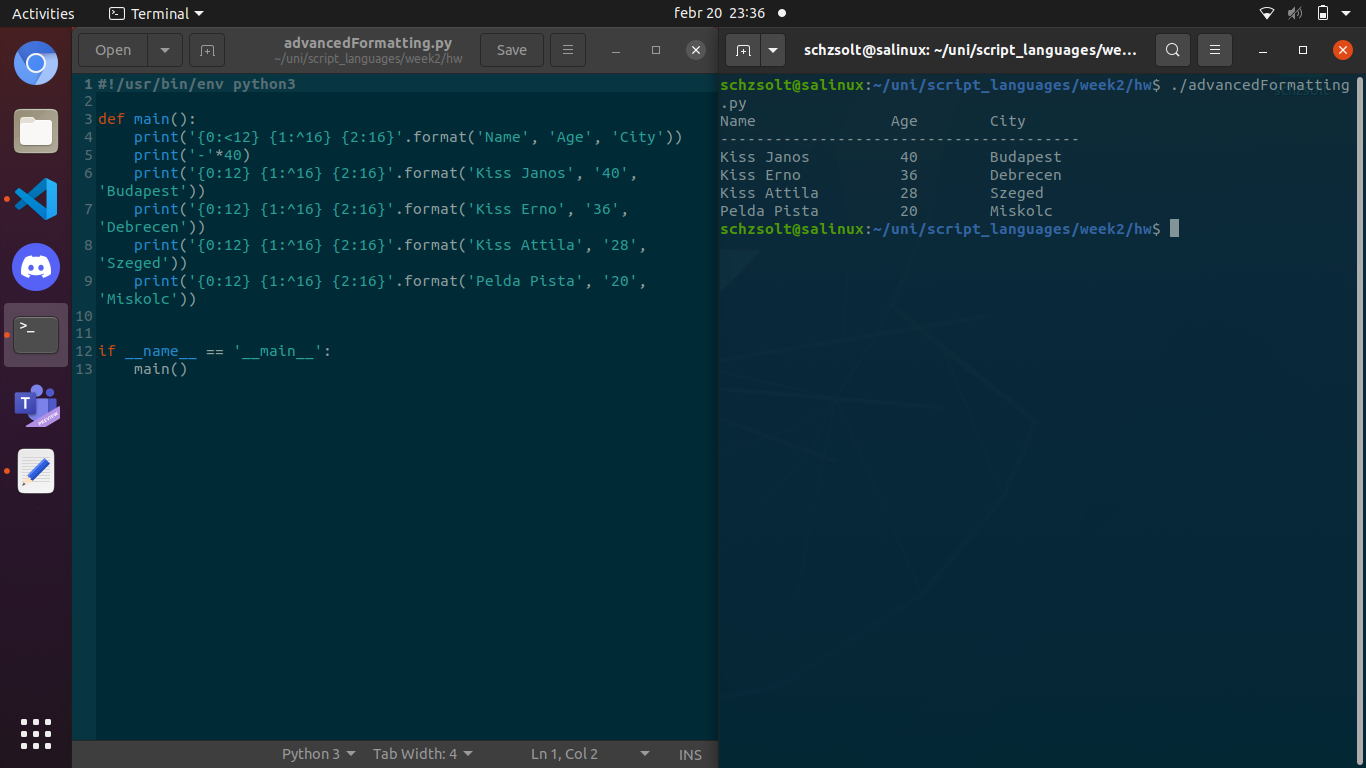 Activities Terminal febr 20 23:36
Open advancedFormatting.py Save
~/uni/script_languages/week2/hw
1 #!/usr/bin/env python3
2
3 def main():
4     print('{0:<12} {1:^16} {2:16}'.format('Name', 'Age', 'City'))
5     print('-'*40)
6     print('{0:12} {1:^16} {2:16}'.format('Kiss Janos', '40',
'Budapest'))
7     print('{0:12} {1:^16} {2:16}'.format('Kiss Erno', '36',
'Debrecen'))
8     print('{0:12} {1:^16} {2:16}'.format('Kiss Attila', '28',
'Szeged'))
9     print('{0:12} {1:^16} {2:16}'.format('Pelda Pista', '20',
'Miskolc'))
10
11
12 if __name__ == '__main__':
13     main()
Python 3 Tab Width: 4 Ln 1, Col 2 INS
schzsolt@salinux: ~/uni/script_languages/we...
schzsolt@salinux:~/uni/script_languages/week2/hw$ ./advancedFormatting
.py
Name               Age        City
----------------------------------------
Kiss Janos          40        Budapest
Kiss Erno           36        Debrecen
Kiss Attila         28        Szeged
Pelda Pista         20        Miskolc
schzsolt@salinux:~/uni/script_languages/week2/hw$
>_
T
PREVIEW